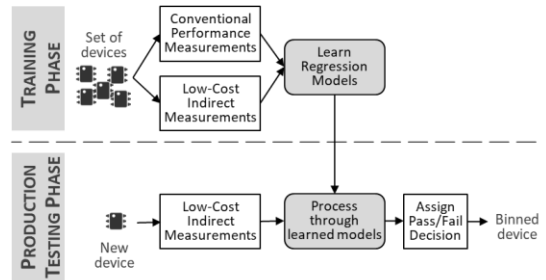 TRAINING
PHASE
Set of
devices
Conventional
Performance
Measurements
Low-Cost
Indirect
Measurements
Learn
Regression
Models
PRODUCTION
TESTING PHASE
New
device
Low-Cost
Indirect
Measurements
Process
through
learned models
Assign
Pass/Fail
Decision
Binned
device